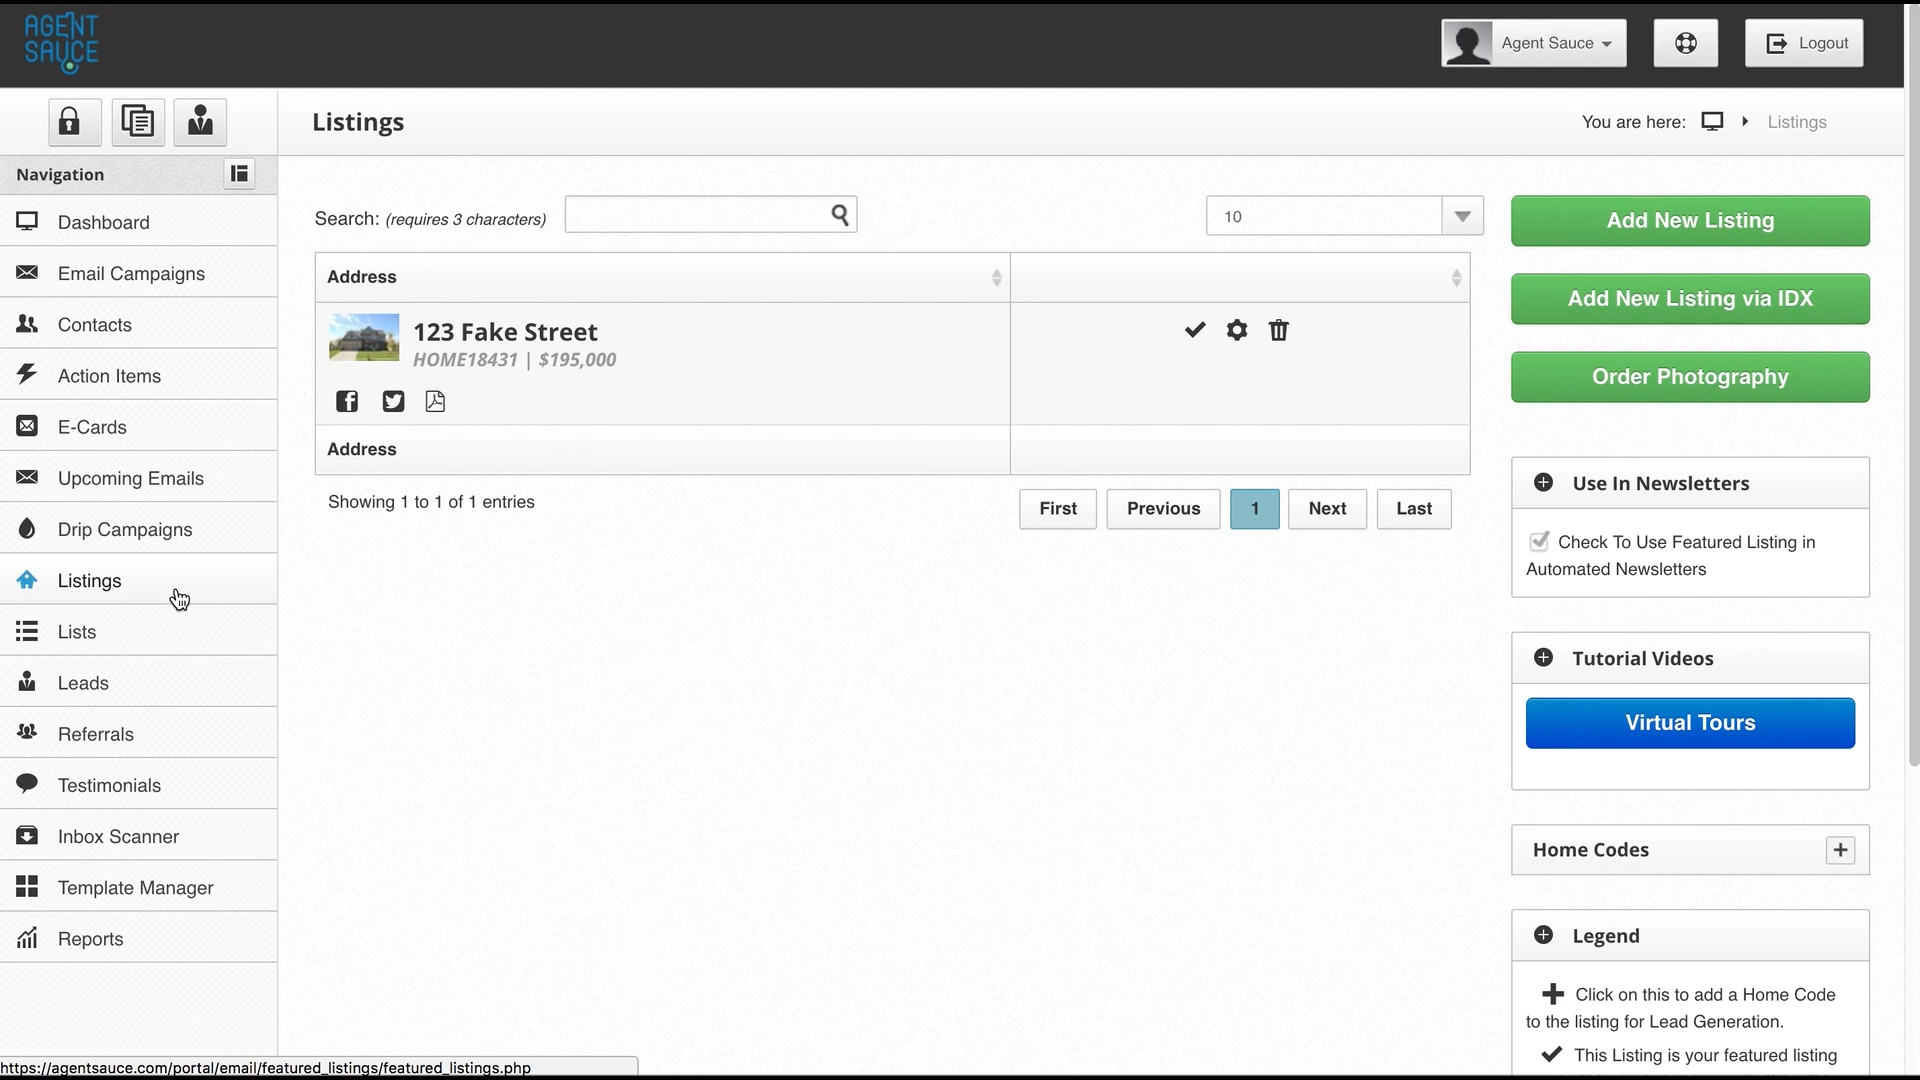 AGENT
SAUCE
Agent Sauce
Logout
Listings
You are here:
Listings
Navigation
Dashboard
Email Campaigns
Contacts
Action Items
E-Cards
Upcoming Emails
Drip Campaigns
Listings
Lists
Leads
Referrals
Testimonials
Inbox Scanner
Template Manager
Reports
Search: (requires 3 characters)
10
Address
123 Fake Street
HOME18431 | $195,000
Address
Showing 1 to 1 of 1 entries
First
Previous
1
Next
Last
Add New Listing
Add New Listing via IDX
Order Photography
Use In Newsletters
Check To Use Featured Listing in
Automated Newsletters
Tutorial Videos
Virtual Tours
Home Codes
Legend
Click on this to add a Home Code
to the listing for Lead Generation.
This Listing is your featured listing
https://agentsauce.com/portal/email/featured_listings/featured_listings.php